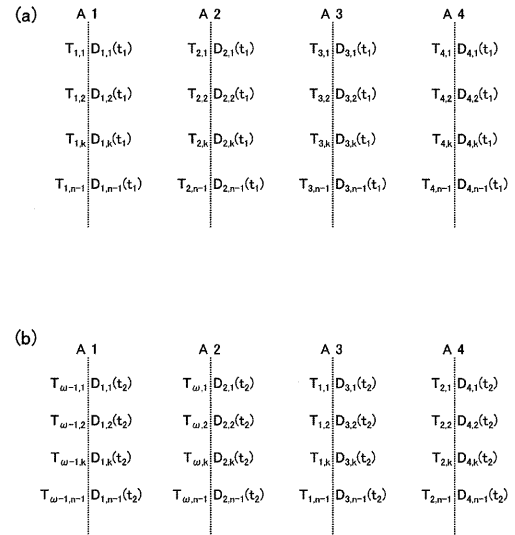 (a)
A 1 A 2 A 3 A 4
T1,1 D1,1(t1) T2,1 D2,1(t1) T3,1 D3,1(t1) T4,1 D4,1(t1)
T1,2 D1,2(t1) T2,2 D2,2(t1) T3,2 D3,2(t1) T4,2 D4,2(t1)
T1,k D1,k(t1) T2,k D2,k(t1) T3,k D3,k(t1) T4,k D4,k(t1)
T1,n-1 D1,n-1(t1) T2,n-1 D2,n-1(t1) T3,n-1 D3,n-1(t1) T4,n-1 D4,n-1(t1)
(b)
A 1 A 2 A 3 A 4
Tω-1,1 D1,1(t2) Tω,1 D2,1(t2) T1,1 D3,1(t2) T2,1 D4,1(t2)
Tω-1,2 D1,2(t2) Tω,2 D2,2(t2) T1,2 D3,2(t2) T2,2 D4,2(t2)
Tω-1,k D1,k(t2) Tω,k D2,k(t2) T1,k D3,k(t2) T2,k D4,k(t2)
Tω-1,n-1 D1,n-1(t2) Tω,n-1 D2,n-1(t2) T1,n-1 D3,n-1(t2) T2,n-1 D4,n-1(t2)